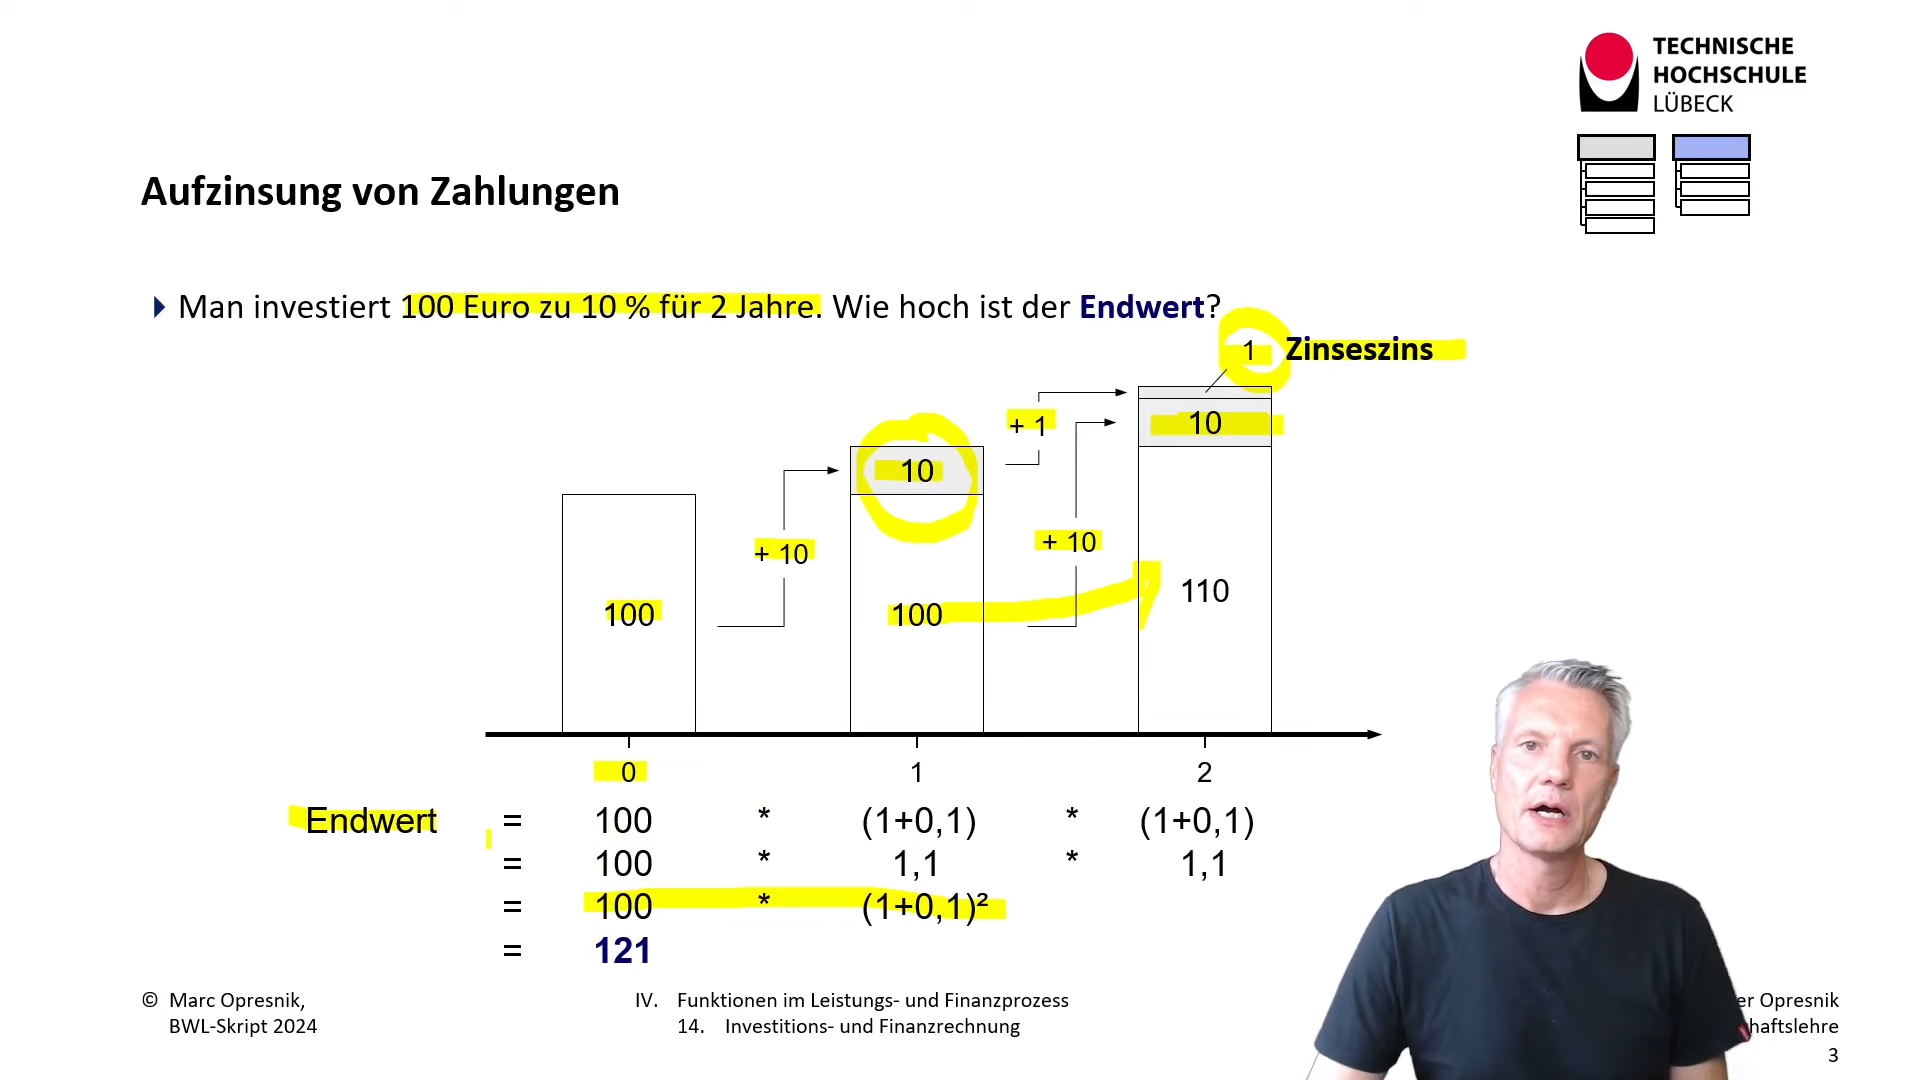 TECHNISCHE
HOCHSCHULE
LÜBECK
Aufzinsung von Zahlungen
Man investiert 100 Euro zu 10 % für 2 Jahre. Wie hoch ist der Endwert?
1 Zinseszins
+ 1
10
10
+ 10
+ 10
100
100
110
0 1 2
Endwert = 100 * (1+0,1) * (1+0,1)
= 100 * 1,1 * 1,1
= 100 * (1+0,1)²
= 121
© Marc Opresnik,
BWL-Skript 2024
IV. Funktionen im Leistungs- und Finanzprozess
14. Investitions- und Finanzrechnung
Opresnik
3